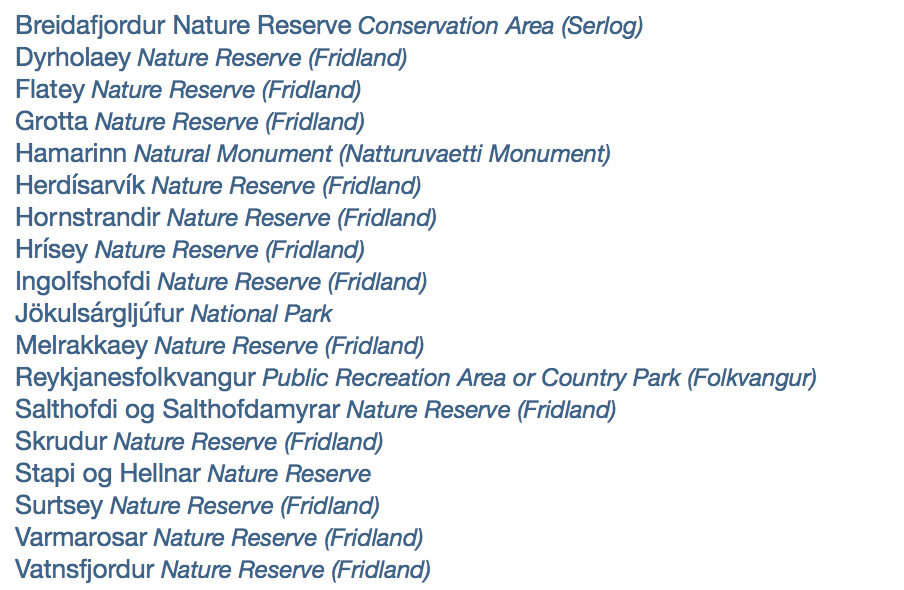 Breidafjordur Nature Reserve Conservation Area (Serlog)
Dyrholaey Nature Reserve (Fridland)
Flatey Nature Reserve (Fridland)
Grotta Nature Reserve (Fridland)
Hamarinn Natural Monument (Natturuvaetti Monument)
Herdísarvík Nature Reserve (Fridland)
Hornstrandir Nature Reserve (Fridland)
Hrísey Nature Reserve (Fridland)
Ingolfshofdi Nature Reserve (Fridland)
Jökulsárgljúfur National Park
Melrakkaey Nature Reserve (Fridland)
Reykjanesfolkvangur Public Recreation Area or Country Park (Folkvangur)
Salthofdi og Salthofdamyrar Nature Reserve (Fridland)
Skrudur Nature Reserve (Fridland)
Stapi og Hellnar Nature Reserve
Surtsey Nature Reserve (Fridland)
Varmarosar Nature Reserve (Fridland)
Vatnsfjordur Nature Reserve (Fridland)